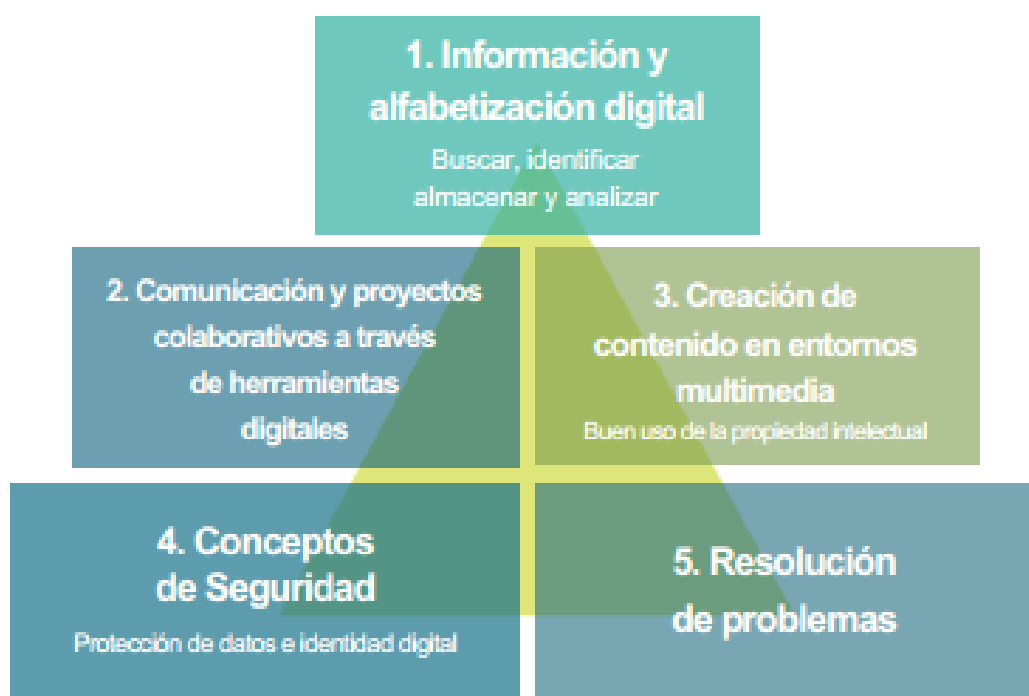 1. Información y
alfabetización digital
Buscar, identificar
almacenar y analizar
2. Comunicación y proyectos
colaborativos a través
de herramientas
digitales
3. Creación de
contenido en entornos
multimedia
Buen uso de la propiedad intelectual
4. Conceptos
de Seguridad
Protección de datos e identidad digital
5. Resolución
de problemas